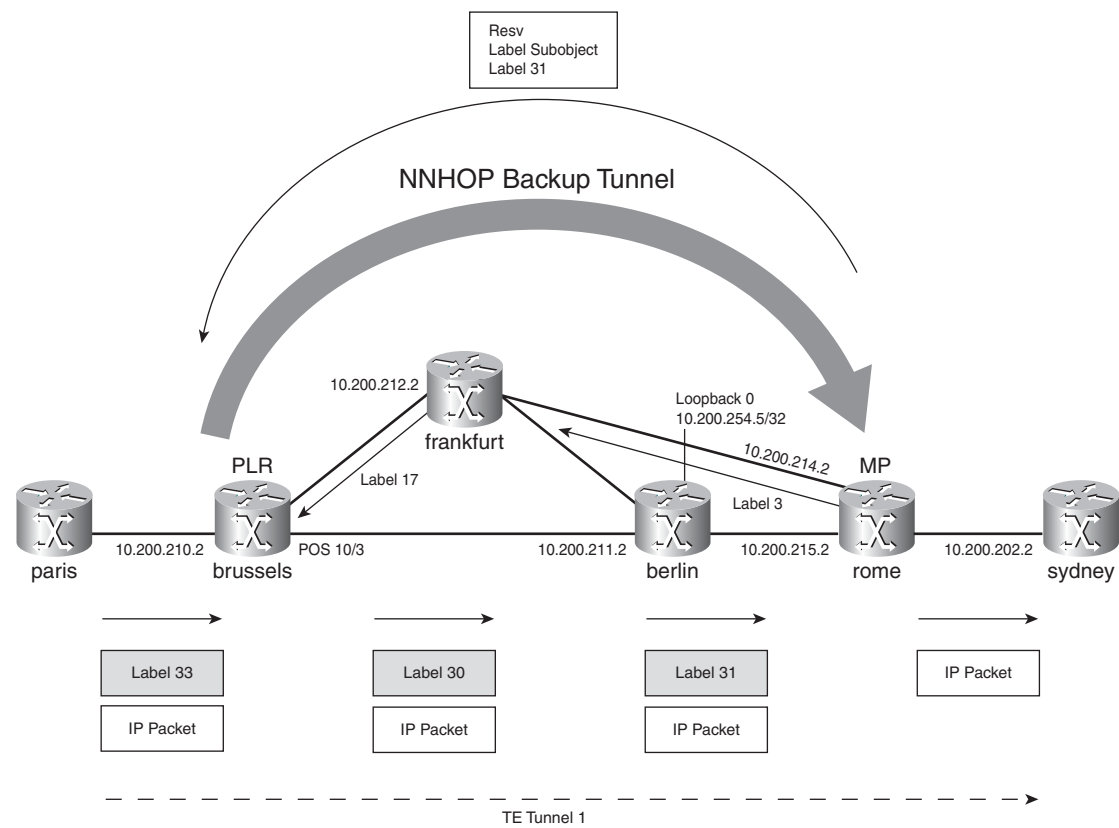 Resv
Label Subobject
Label 31
NNHOP Backup Tunnel
10.200.212.2
frankfurt
Loopback 0
10.200.254.5/32
10.200.214.2
PLR
MP
Label 17
Label 3
10.200.210.2
POS 10/3
10.200.211.2
10.200.215.2
10.200.202.2
paris
brussels
berlin
rome
sydney
Label 33
Label 30
Label 31
IP Packet
IP Packet
IP Packet
IP Packet
TE Tunnel 1